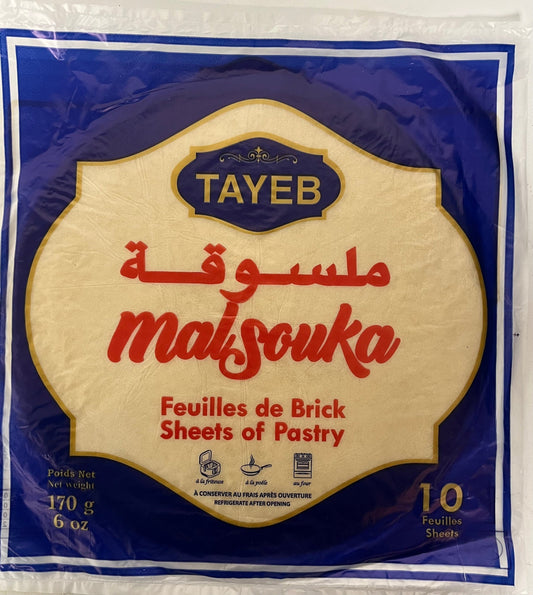 TAYEB
ملسوقة
malsouka
Feuilles de Brick
Sheets of Pastry
à la friteuse
à la poêle
au four
À CONSERVER AU FRAIS APRÈS OUVERTURE
REFRIGERATE AFTER OPENING
Poids Net
Net weight
170 g
6 oz
10
Feuilles
Sheets